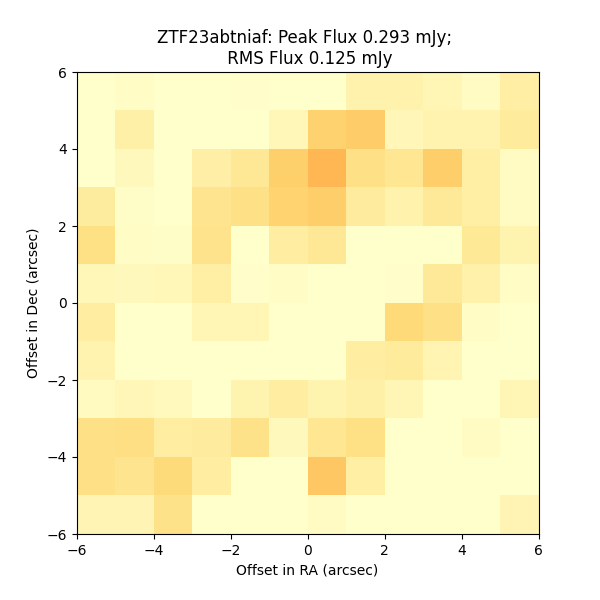 ZTF23abtniaf: Peak Flux 0.293 mJy;
RMS Flux 0.125 mJy
6
4
2
0
−2
−4
−6
Offset in Dec (arcsec)
−6 −4 −2 0 2 4 6
Offset in RA (arcsec)